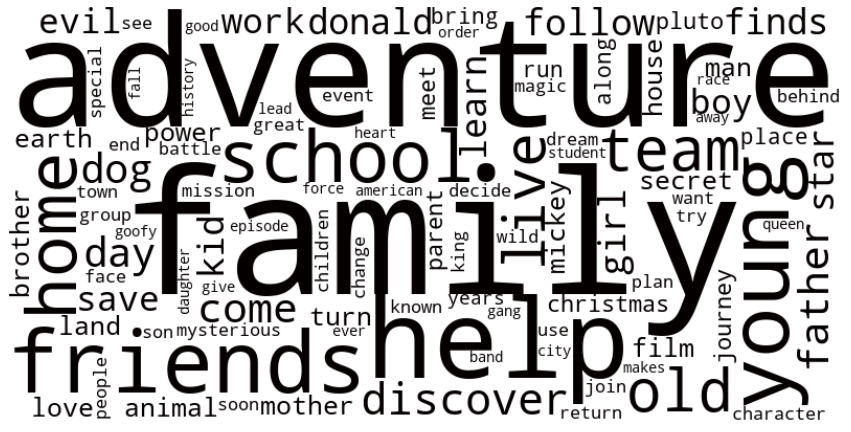 evil see good work donald bring order follow pluto finds
adventure
special fall history lead great event meet learn run magic along house man race boy away behind
earth end power battle heart school team dream student place star
home dog town mission force american decide live secret want try young
family
brother group goofy day face kid episode daughter give children change parent king wild mickey girl queen father
save come turn known years gang christmas plan journey
land son mysterious ever help use city film makes
friends
people band join old
love animal soon mother discover return character